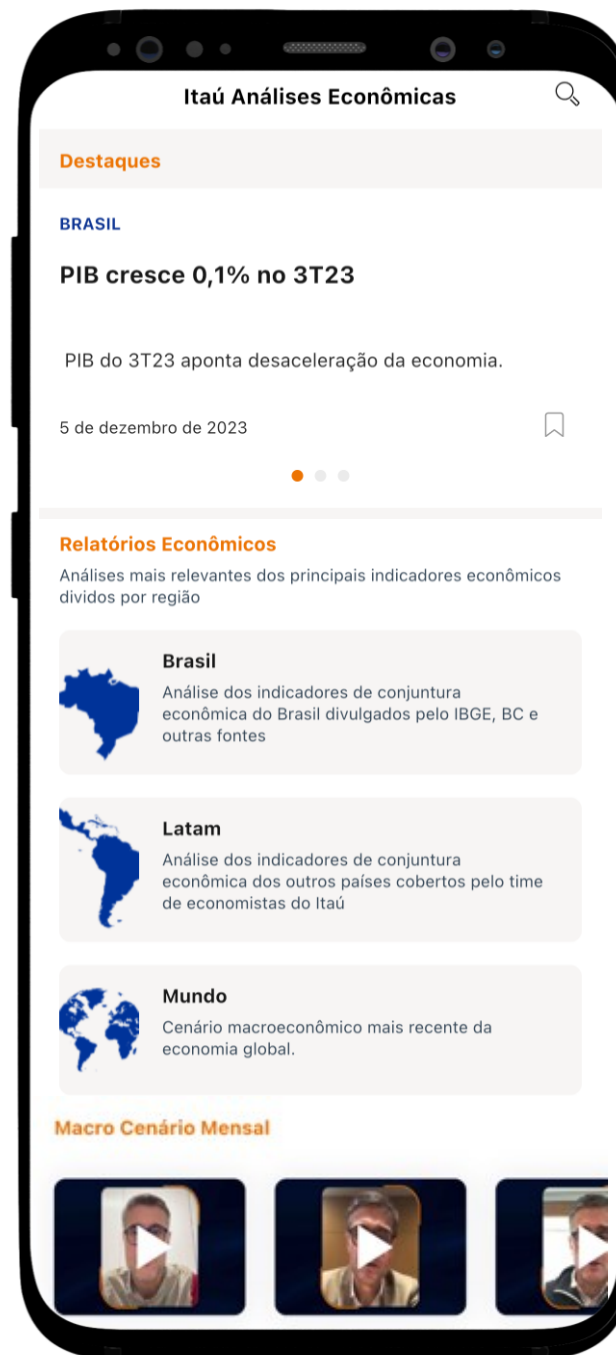 Itaú Análises Econômicas
Destaques
BRASIL
PIB cresce 0,1% no 3T23
PIB do 3T23 aponta desaceleração da economia.
5 de dezembro de 2023
Relatórios Econômicos
Análises mais relevantes dos principais indicadores econômicos
dividos por região
Brasil
Análise dos indicadores de conjuntura
econômica do Brasil divulgados pelo IBGE, BC e
outras fontes
Latam
Análise dos indicadores de conjuntura
econômica dos outros países cobertos pelo time
de economistas do Itaú
Mundo
Cenário macroeconômico mais recente da
economia global.
Macro Cenário Mensal